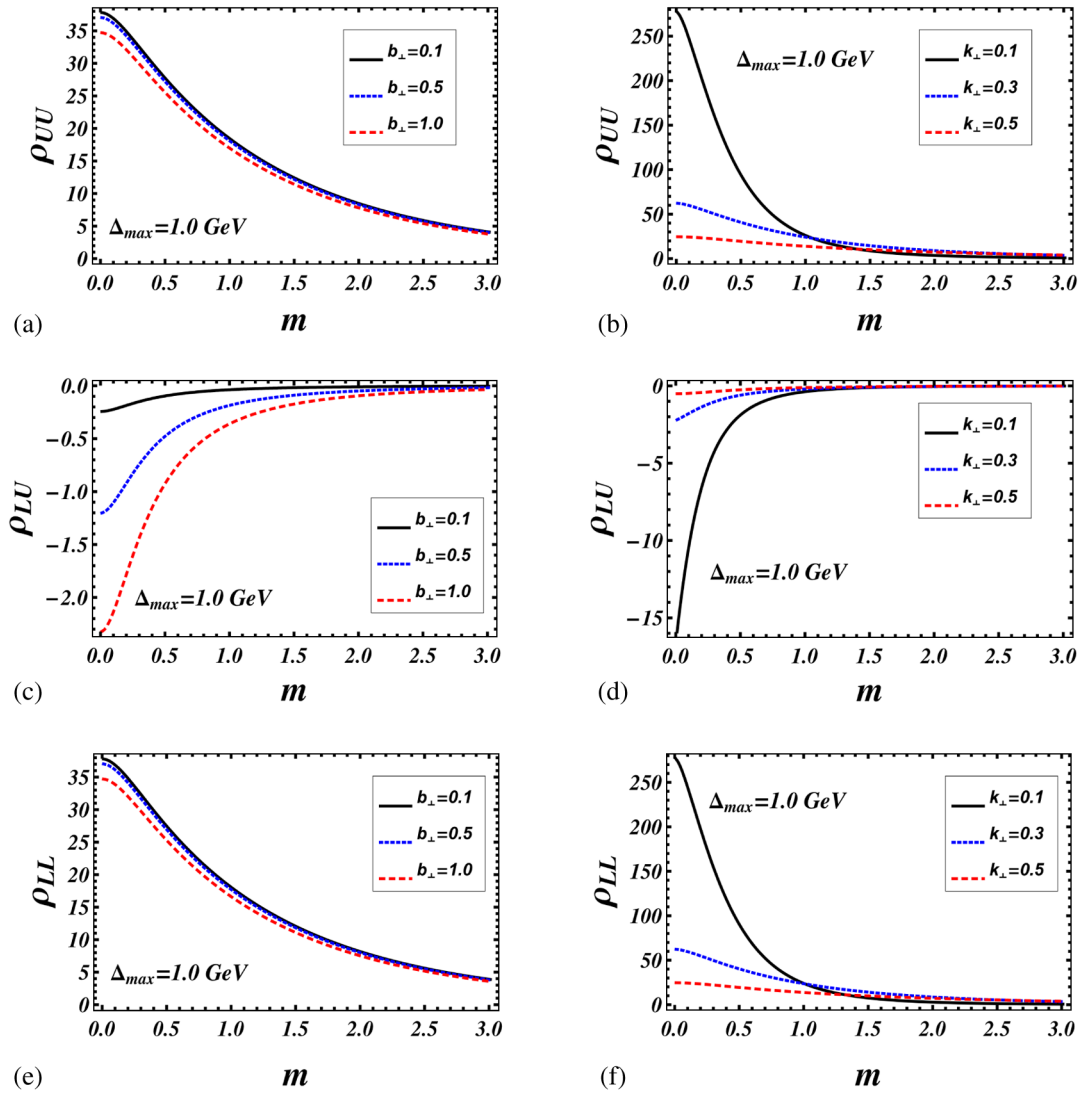 35
30
25
20
15
10
5
0
ρUU
b⊥=0.1
b⊥=0.5
b⊥=1.0
Δmax=1.0 GeV
0.0 0.5 1.0 1.5 2.0 2.5 3.0
(a) m
250
200
150
100
50
0
ρUU
Δmax=1.0 GeV
k⊥=0.1
k⊥=0.3
k⊥=0.5
0.0 0.5 1.0 1.5 2.0 2.5 3.0
(b) m
0.0
−0.5
−1.0
−1.5
−2.0
ρLU
b⊥=0.1
b⊥=0.5
b⊥=1.0
Δmax=1.0 GeV
0.0 0.5 1.0 1.5 2.0 2.5 3.0
(c) m
0
−5
−10
−15
ρLU
k⊥=0.1
k⊥=0.3
k⊥=0.5
Δmax=1.0 GeV
0.0 0.5 1.0 1.5 2.0 2.5 3.0
(d) m
35
30
25
20
15
10
5
0
ρLL
b⊥=0.1
b⊥=0.5
b⊥=1.0
Δmax=1.0 GeV
0.0 0.5 1.0 1.5 2.0 2.5 3.0
(e) m
250
200
150
100
50
0
ρLL
Δmax=1.0 GeV
k⊥=0.1
k⊥=0.3
k⊥=0.5
0.0 0.5 1.0 1.5 2.0 2.5 3.0
(f) m